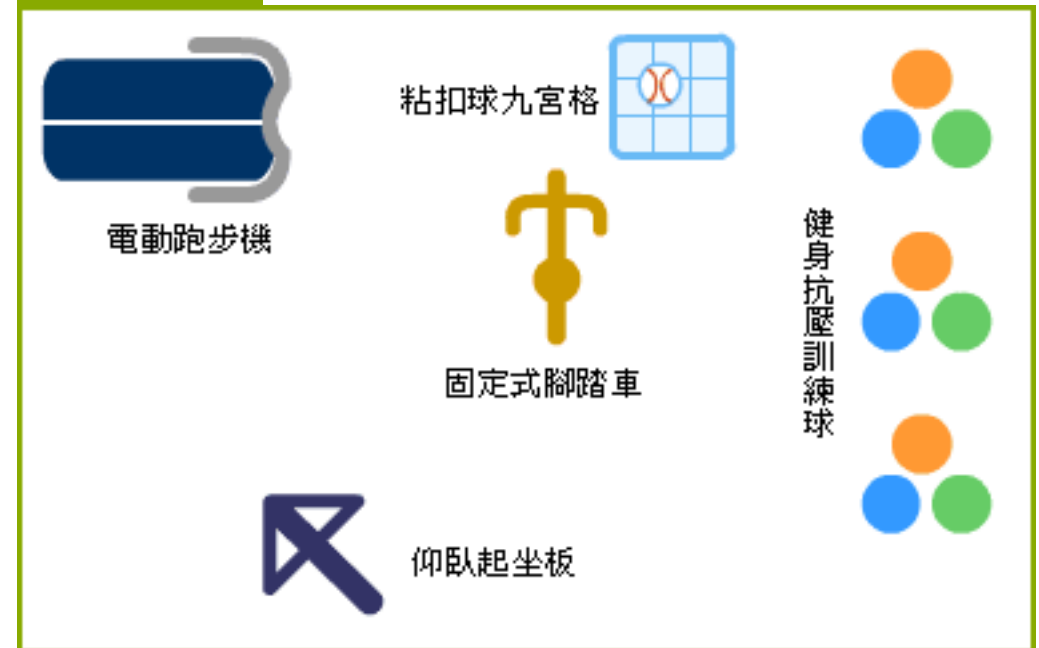 粘扣球九宮格
電動跑步機
健身抗壓訓練球
固定式腳踏車
仰臥起坐板